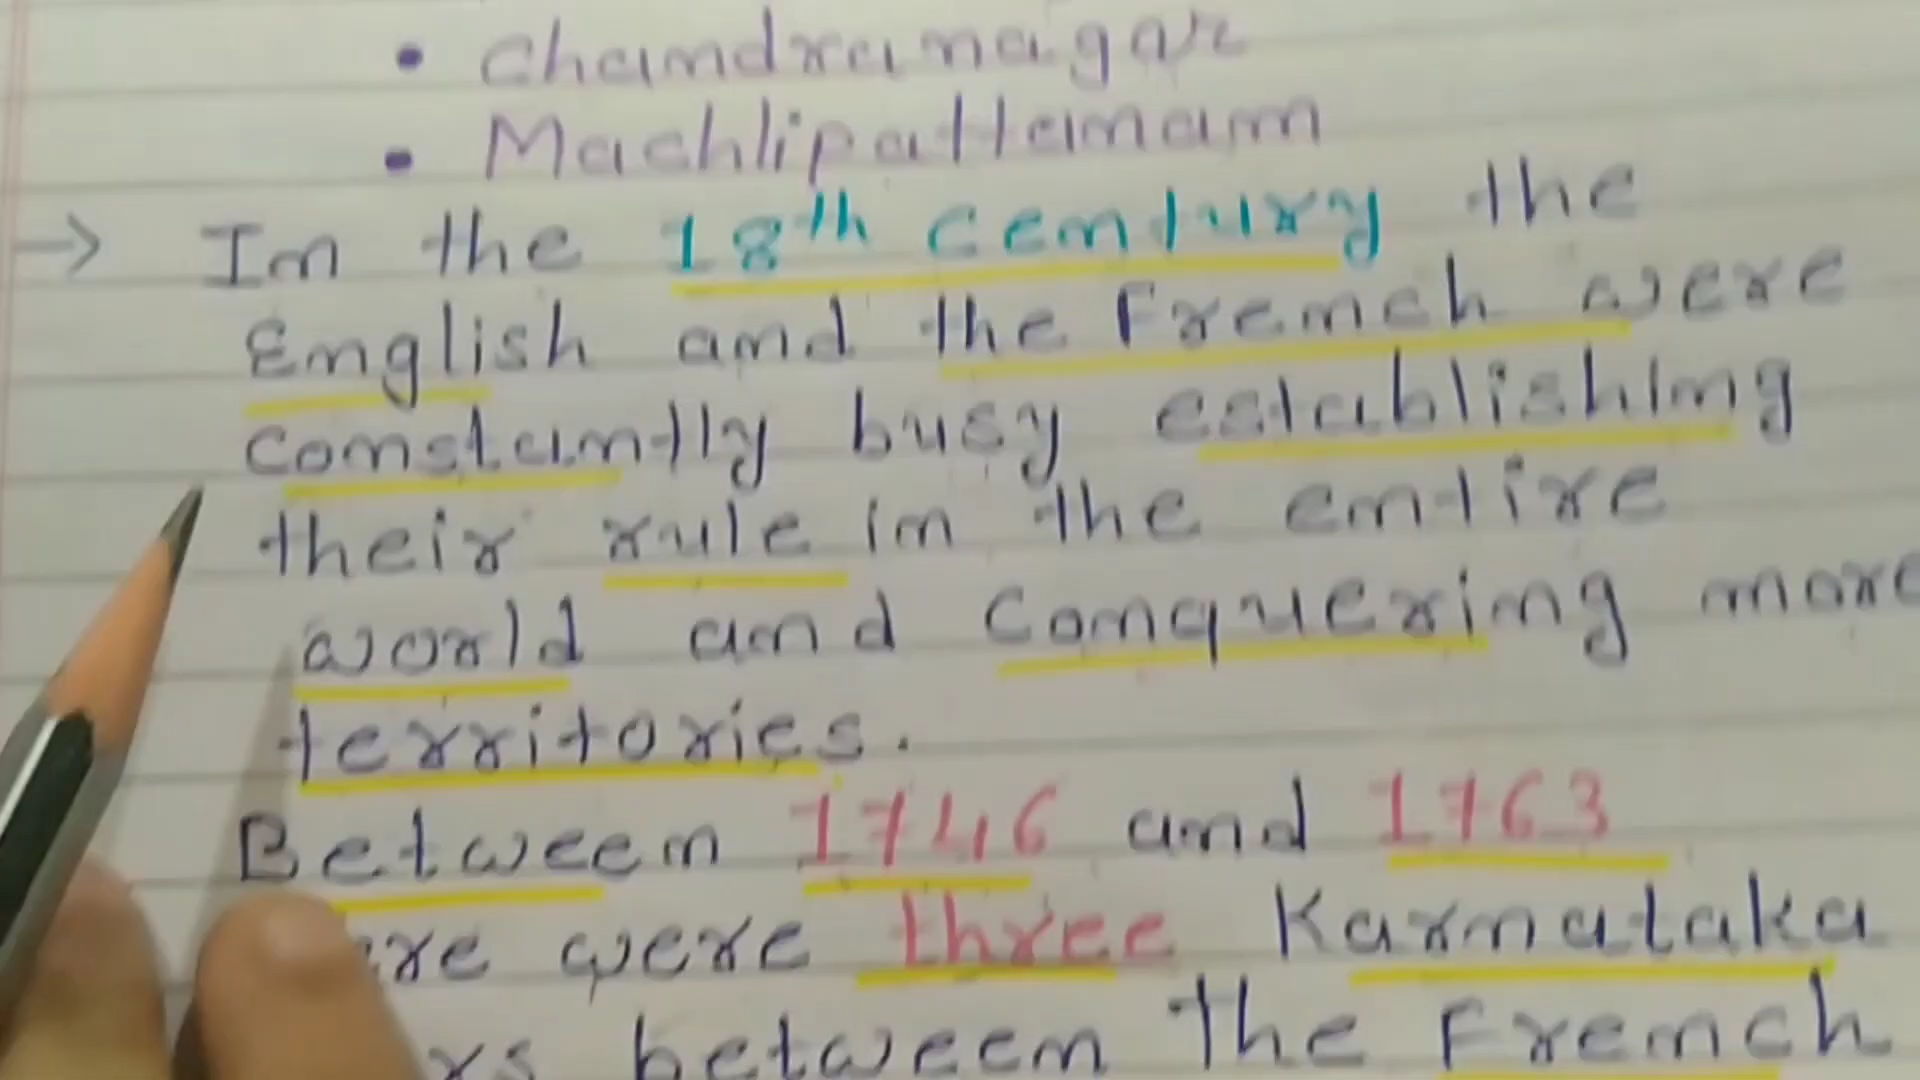 • Chandranagar
• Machlipattanam
→ In the 18th century the
English and the French were
constantly busy establishing
their rule in the entire
world and conquering more
territories.
Between 1746 and 1763
were three Karnataka
between the French